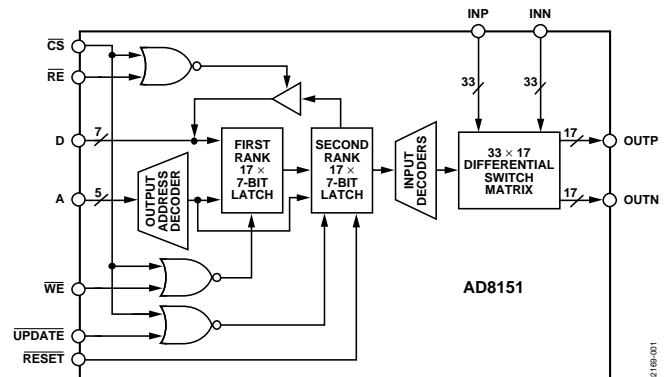 INP
INN
CS
RE
33
33
D
7
FIRST
RANK
17 ×
7-BIT
LATCH
SECOND
RANK
17 ×
7-BIT
LATCH
INPUT
DECODERS
33 × 17
DIFFERENTIAL
SWITCH
MATRIX
17
OUTP
A
5
OUTPUT
ADDRESS
DECODER
17
OUTN
WE
AD8151
UPDATE
RESET
2169-001